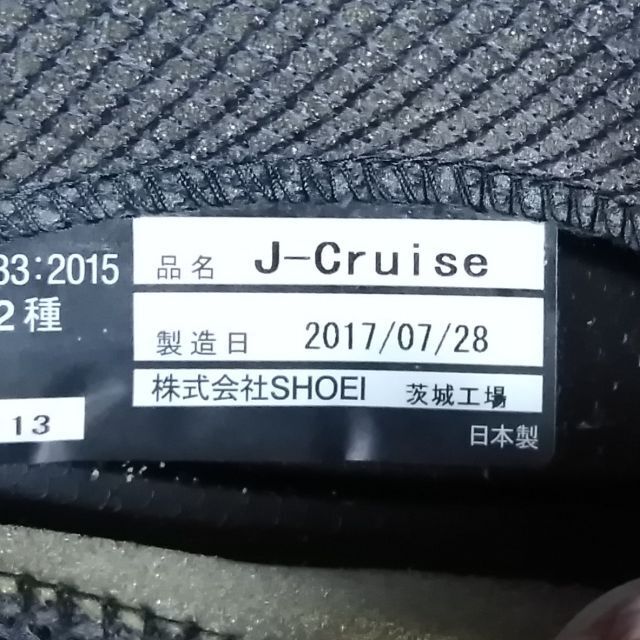 33:2015
2種
品名 J-Cruise
製造日 2017/07/28
株式会社SHOEI 茨城工場
13
日本製